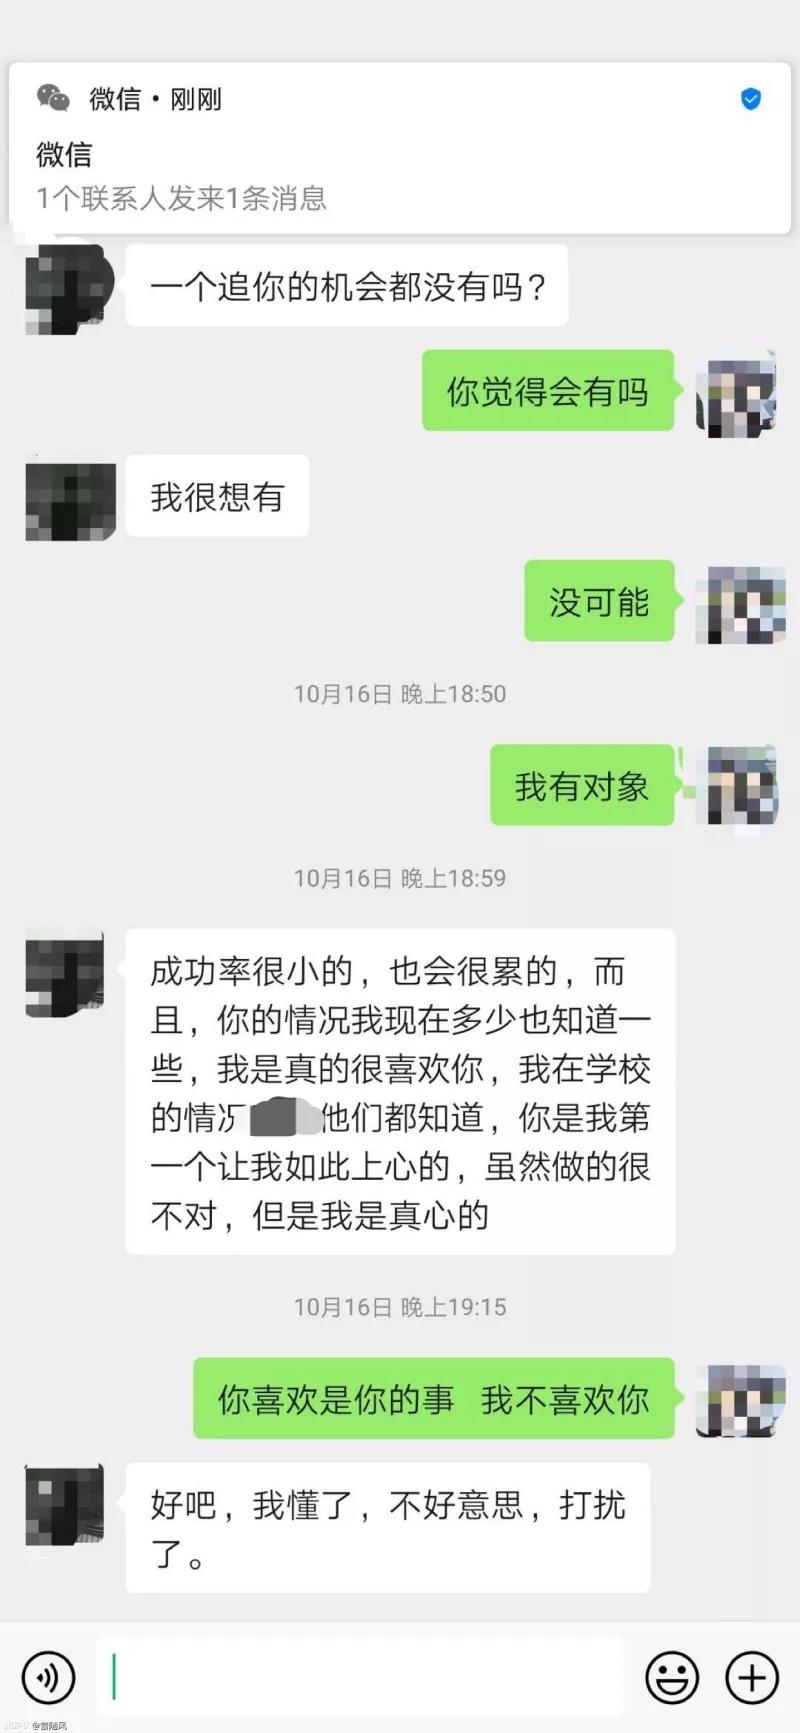 微信·刚刚
微信
1个联系人发来1条消息
一个追你的机会都没有吗？
你觉得会有吗
我很想有
没可能
10月16日 晚上18:50
我有对象
10月16日 晚上18:59
成功率很小的，也会很累的，而
且，你的情况我现在多少也知道一
些，我是真的很喜欢你，我在学校
的情况 他们都知道，你是我第
一个让我如此上心的，虽然做的很
不对，但是我是真心的
10月16日 晚上19:15
你喜欢是你的事 我不喜欢你
好吧，我懂了，不好意思，打扰
了。
HUPU @雷随风